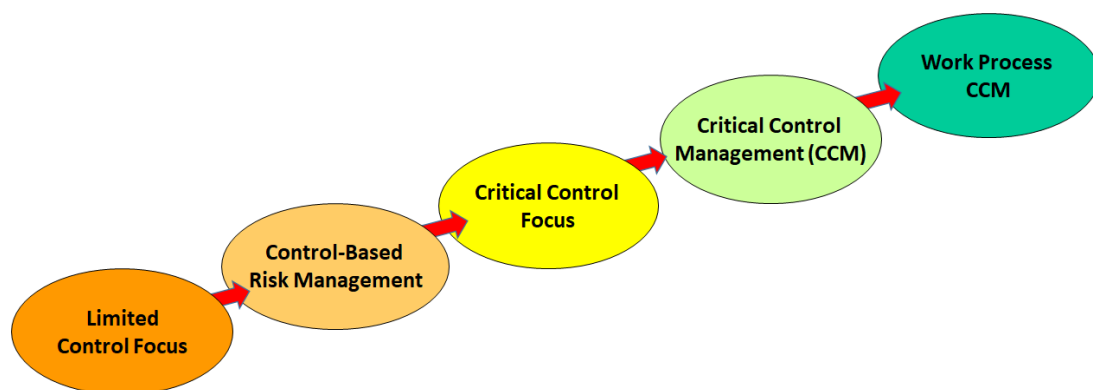 Limited
Control Focus
Control-Based
Risk Management
Critical Control
Focus
Critical Control
Management (CCM)
Work Process
CCM